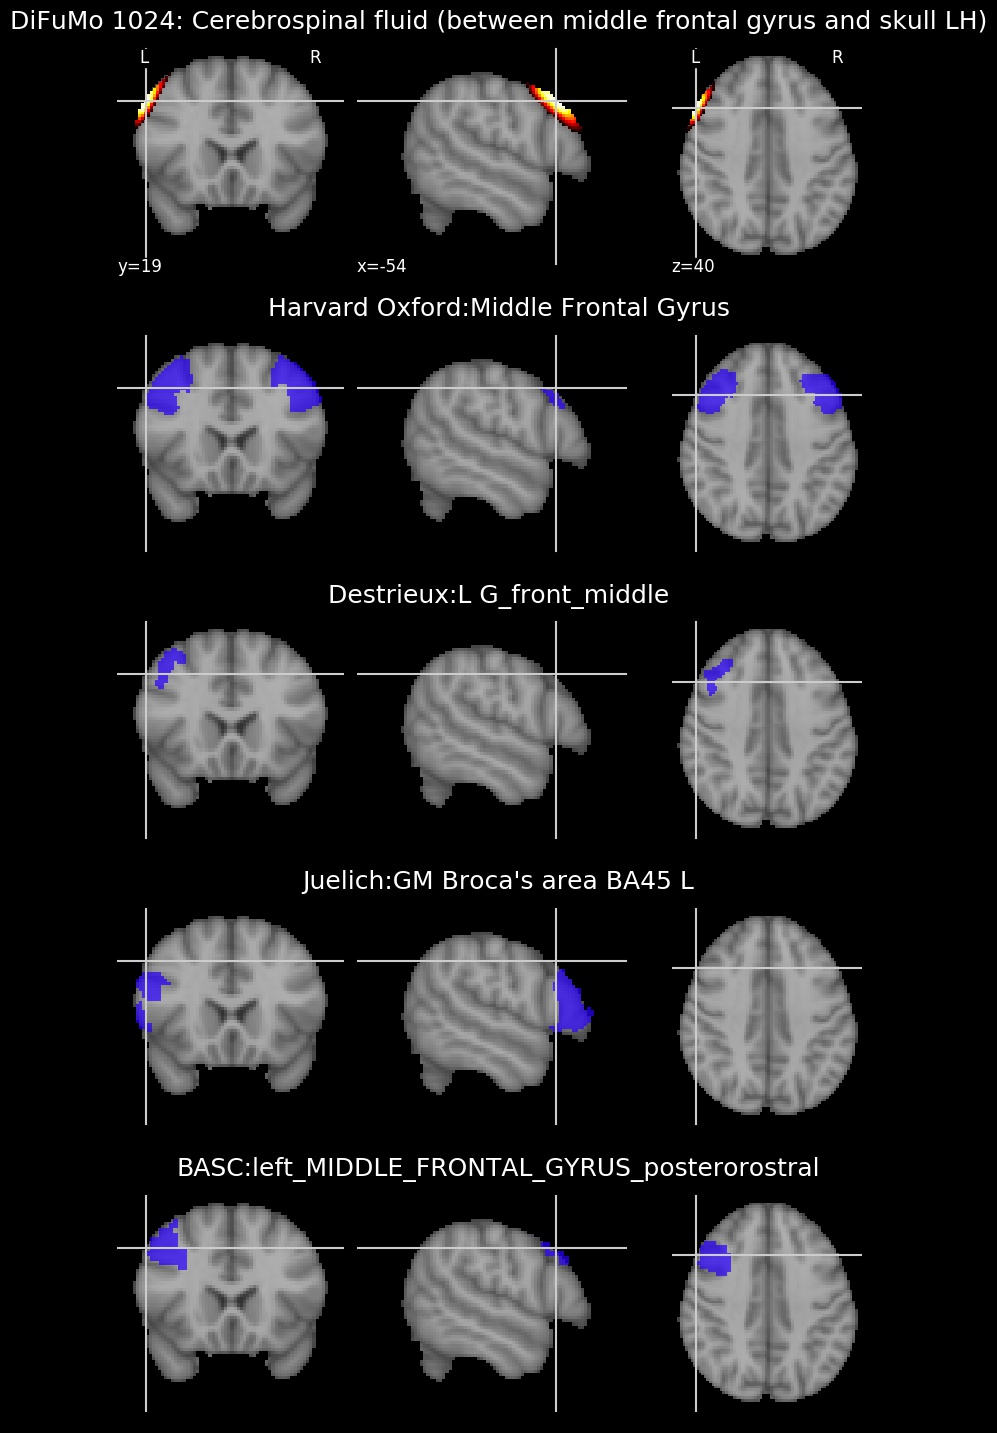 DiFuMo 1024: Cerebrospinal fluid (between middle frontal gyrus and skull LH)
L R L R
y=19 x=-54 z=40
Harvard Oxford:Middle Frontal Gyrus
Destrieux:L G_front_middle
Juelich:GM Broca's area BA45 L
BASC:left_MIDDLE_FRONTAL_GYRUS_posterorostral